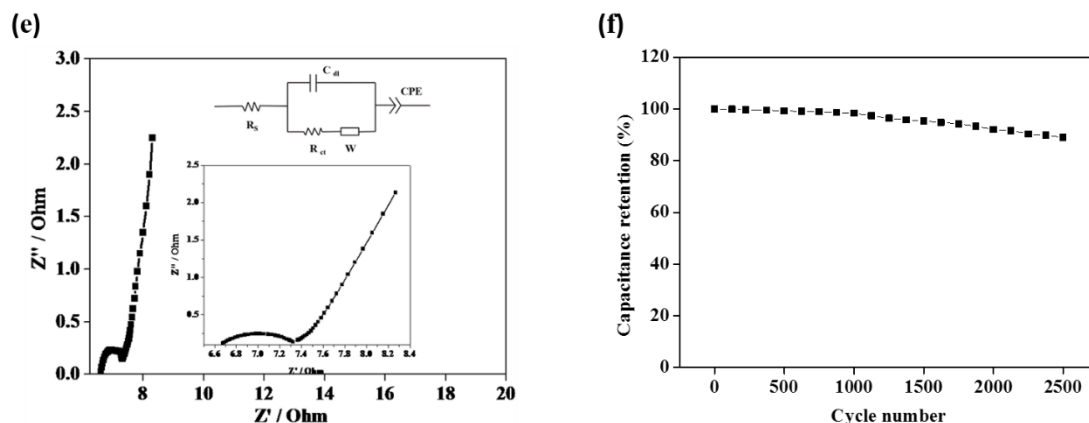 (e)
3.0
2.5
2.0
1.5
1.0
0.5
0.0
Z'' / Ohm
8 10 12 14 16 18 20
Z' / Ohm
C dl
CPE
R S
R ct W
2.5
2.0
1.5
1.0
0.5
Z'' / Ohm
6.6 6.8 7.0 7.2 7.4 7.6 7.8 8.0 8.2 8.4
Z' / Ohm
(f)
120
100
80
60
40
20
0
Capacitance retention (%)
0 500 1000 1500 2000 2500
Cycle number